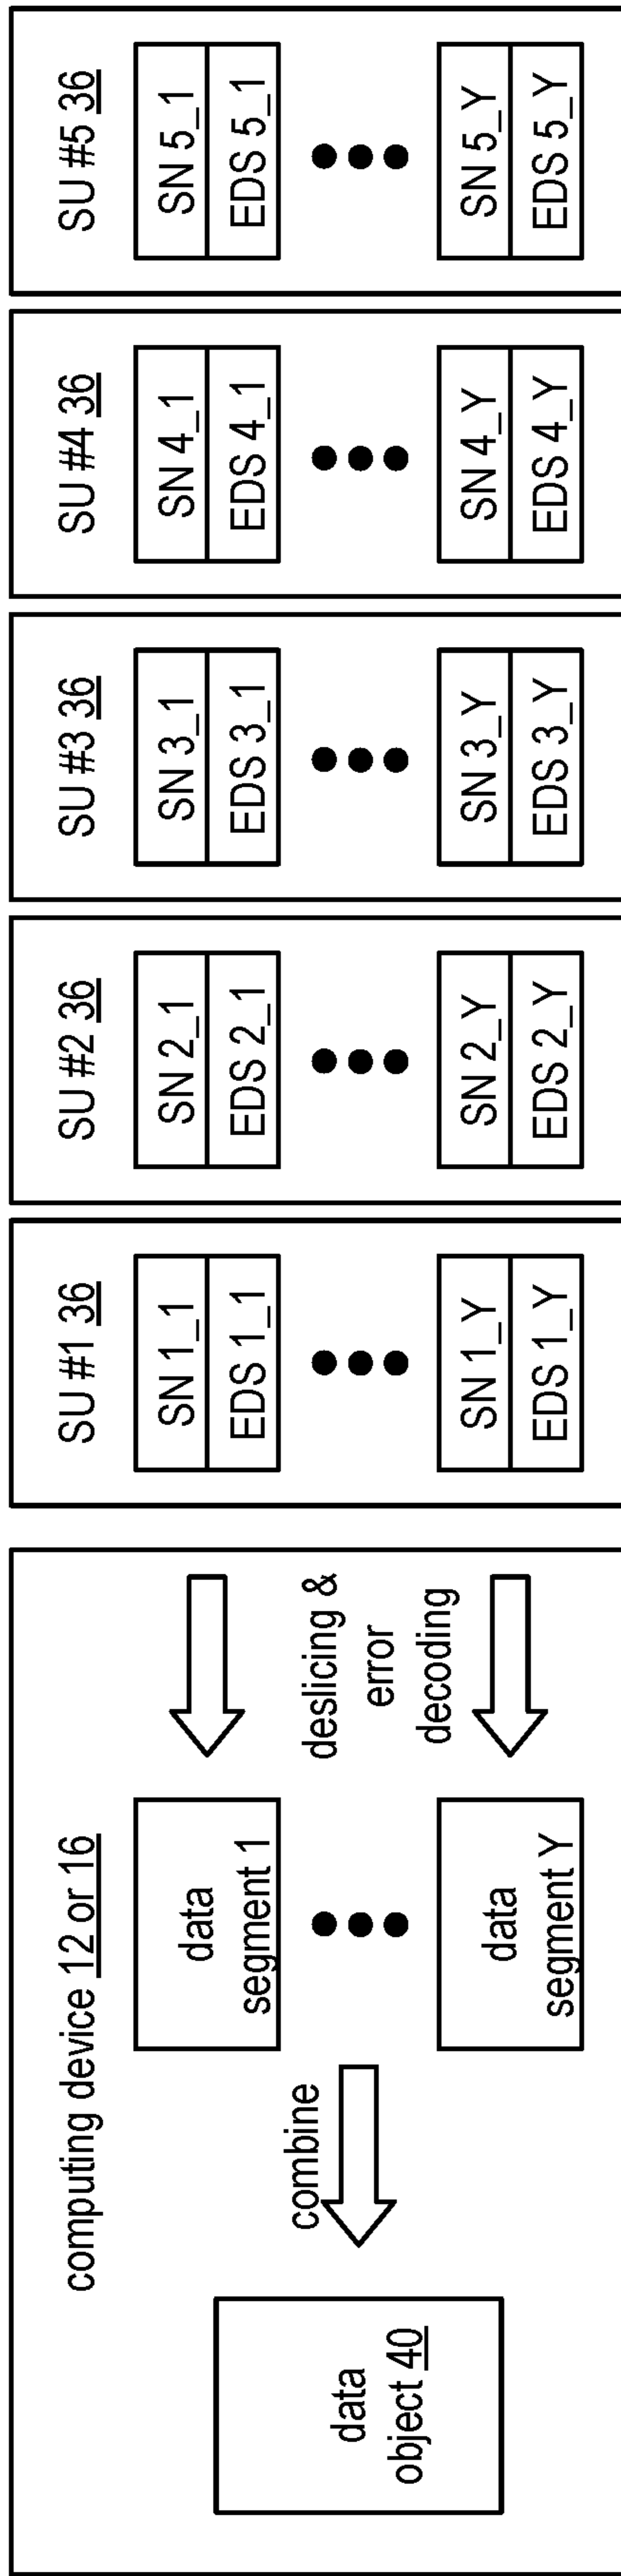 computing device 12 or 16
data
object 40
combine
data
segment 1
data
segment Y
deslicing &
error
decoding
SU #1 36
SN 1_1
EDS 1_1
SN 1_Y
EDS 1_Y
SU #2 36
SN 2_1
EDS 2_1
SN 2_Y
EDS 2_Y
SU #3 36
SN 3_1
EDS 3_1
SN 3_Y
EDS 3_Y
SU #4 36
SN 4_1
EDS 4_1
SN 4_Y
EDS 4_Y
SU #5 36
SN 5_1
EDS 5_1
SN 5_Y
EDS 5_Y